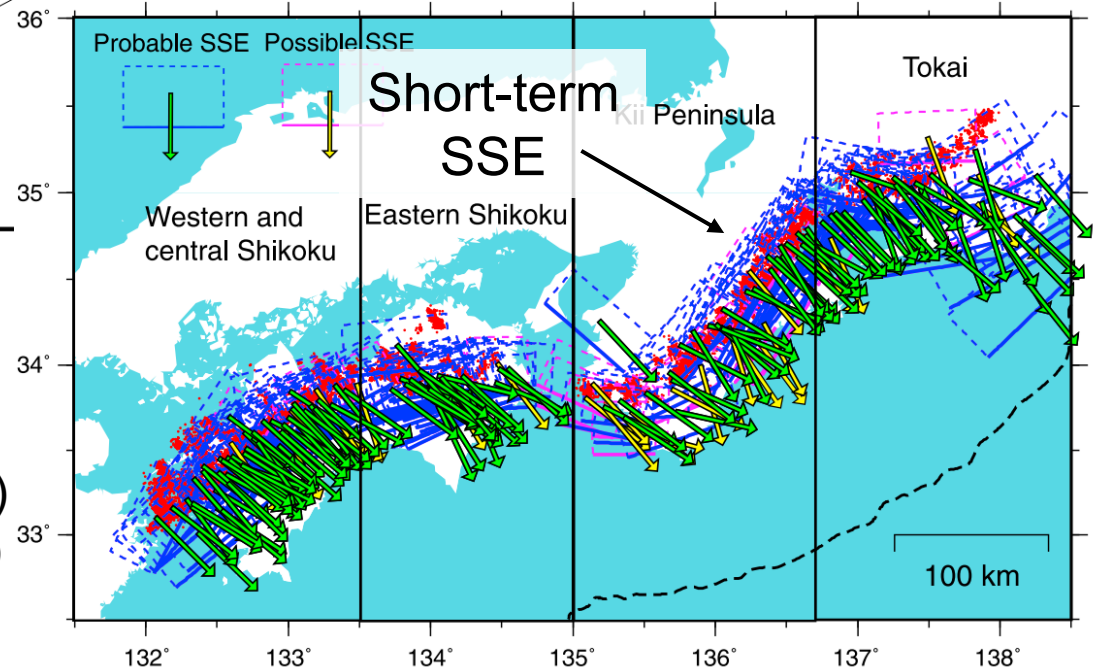 36˚
Probable SSE
Possible SSE
Short-term
SSE
Kii Peninsula
Tokai
35˚
Western and
central Shikoku
Eastern Shikoku
34˚
33˚
100 km
132˚
133˚
134˚
135˚
136˚
137˚
138˚
)